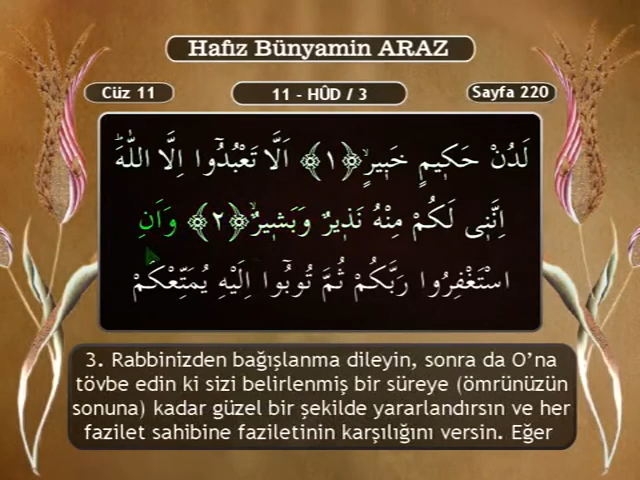 Hafız Bünyamin ARAZ
Cüz 11
11 - HÛD / 3
Sayfa 220
لَدُنْ حَكٖيمٍ خَبٖيرٍۙ ﴿١﴾ اَلَّا تَعْبُدُٓوا اِلَّا اللّٰهَؕ
اِنَّنٖى لَكُمْ مِنْهُ نَذٖيرٌ وَبَشٖيرٌۙ ﴿٢﴾ وَاَنِ
اسْتَغْفِرُوا رَبَّكُمْ ثُمَّ تُوبُٓوا اِلَيْهِ يُمَتِّعْكُمْ
3. Rabbinizden bağışlanma dileyin, sonra da O’na
tövbe edin ki sizi belirlenmiş bir süreye (ömrünüzün
sonuna) kadar güzel bir şekilde yararlandırsın ve her
fazilet sahibine faziletinin karşılığını versin. Eğer